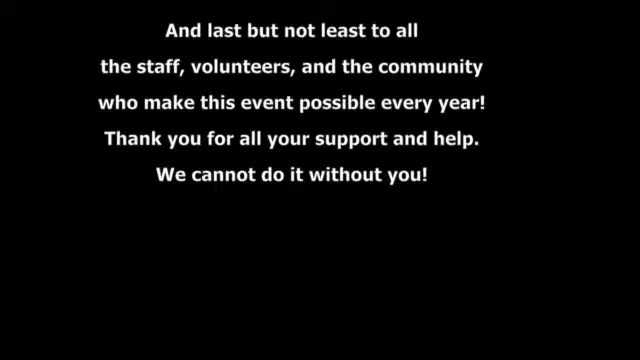 And last but not least to all
the staff, volunteers, and the community
who make this event possible every year!
Thank you for all your support and help.
We cannot do it without you!